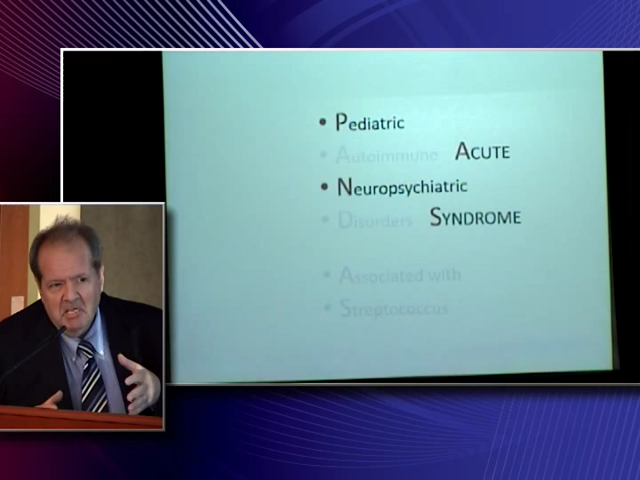 • Pediatric
• Autoimmune ACUTE
• Neuropsychiatric
• Disorders SYNDROME
• Associated with
• Streptococcus